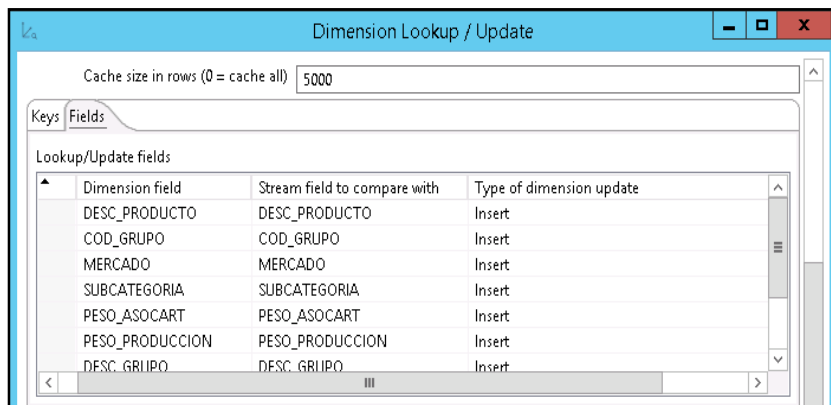 Dimension Lookup / Update
Cache size in rows (0 = cache all) 5000
Keys Fields
Lookup/Update fields
Dimension field Stream field to compare with Type of dimension update
DESC_PRODUCTO DESC_PRODUCTO Insert
COD_GRUPO COD_GRUPO Insert
MERCADO MERCADO Insert
SUBCATEGORIA SUBCATEGORIA Insert
PESO_ASOCART PESO_ASOCART Insert
PESO_PRODUCCION PESO_PRODUCCION Insert
DESC_GRUPO DESC_GRUPO Insert